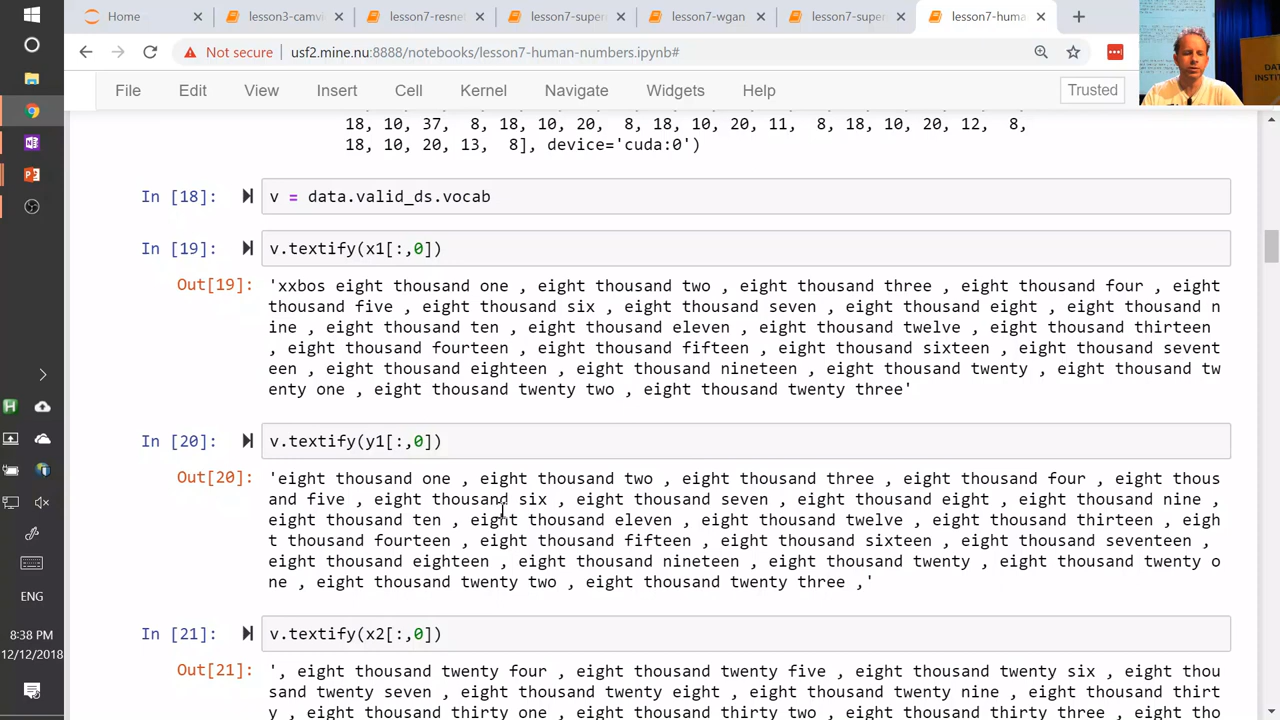 Home
lesson3-camvi
lesson7-resne
lesson7-super
lesson7-wgan
lesson7-sup
lesson7-huma
Not secure
usf2.mine.nu:8888/notebooks/lesson7-human-numbers.ipynb#
File Edit View Insert Cell Kernel Navigate Widgets Help
Trusted
18, 10, 20, 8, 18, 10, 20, 11, 8, 18, 10, 20, 12, 8,
18, 10, 20, 13, 8], device='cuda:0')
In [18]: v = data.valid_ds.vocab
In [19]: v.textify(x1[:,0])
Out[19]: 'xxbos eight thousand one , eight thousand two , eight thousand three , eight thousand four , eight
thousand five , eight thousand six , eight thousand seven , eight thousand eight , eight thousand n
ine , eight thousand ten , eight thousand eleven , eight thousand twelve , eight thousand thirteen
, eight thousand fourteen , eight thousand fifteen , eight thousand sixteen , eight thousand sevent
een , eight thousand eighteen , eight thousand nineteen , eight thousand twenty , eight thousand tw
enty one , eight thousand twenty two , eight thousand twenty three'
In [20]: v.textify(y1[:,0])
Out[20]: 'eight thousand one , eight thousand two , eight thousand three , eight thousand four , eight thous
and five , eight thousand six , eight thousand seven , eight thousand eight , eight thousand nine ,
eight thousand ten , eight thousand eleven , eight thousand twelve , eight thousand thirteen , eigh
t thousand fourteen , eight thousand fifteen , eight thousand sixteen , eight thousand seventeen ,
eight thousand eighteen , eight thousand nineteen , eight thousand twenty , eight thousand twenty o
ne , eight thousand twenty two , eight thousand twenty three ,'
In [21]: v.textify(x2[:,0])
Out[21]: ', eight thousand twenty four , eight thousand twenty five , eight thousand twenty six , eight thou
sand twenty seven , eight thousand twenty eight , eight thousand twenty nine , eight thousand thirt
y , eight thousand thirty one , eight thousand thirty two , eight thousand thirty three , eight tho
ENG
8:38 PM
12/12/2018